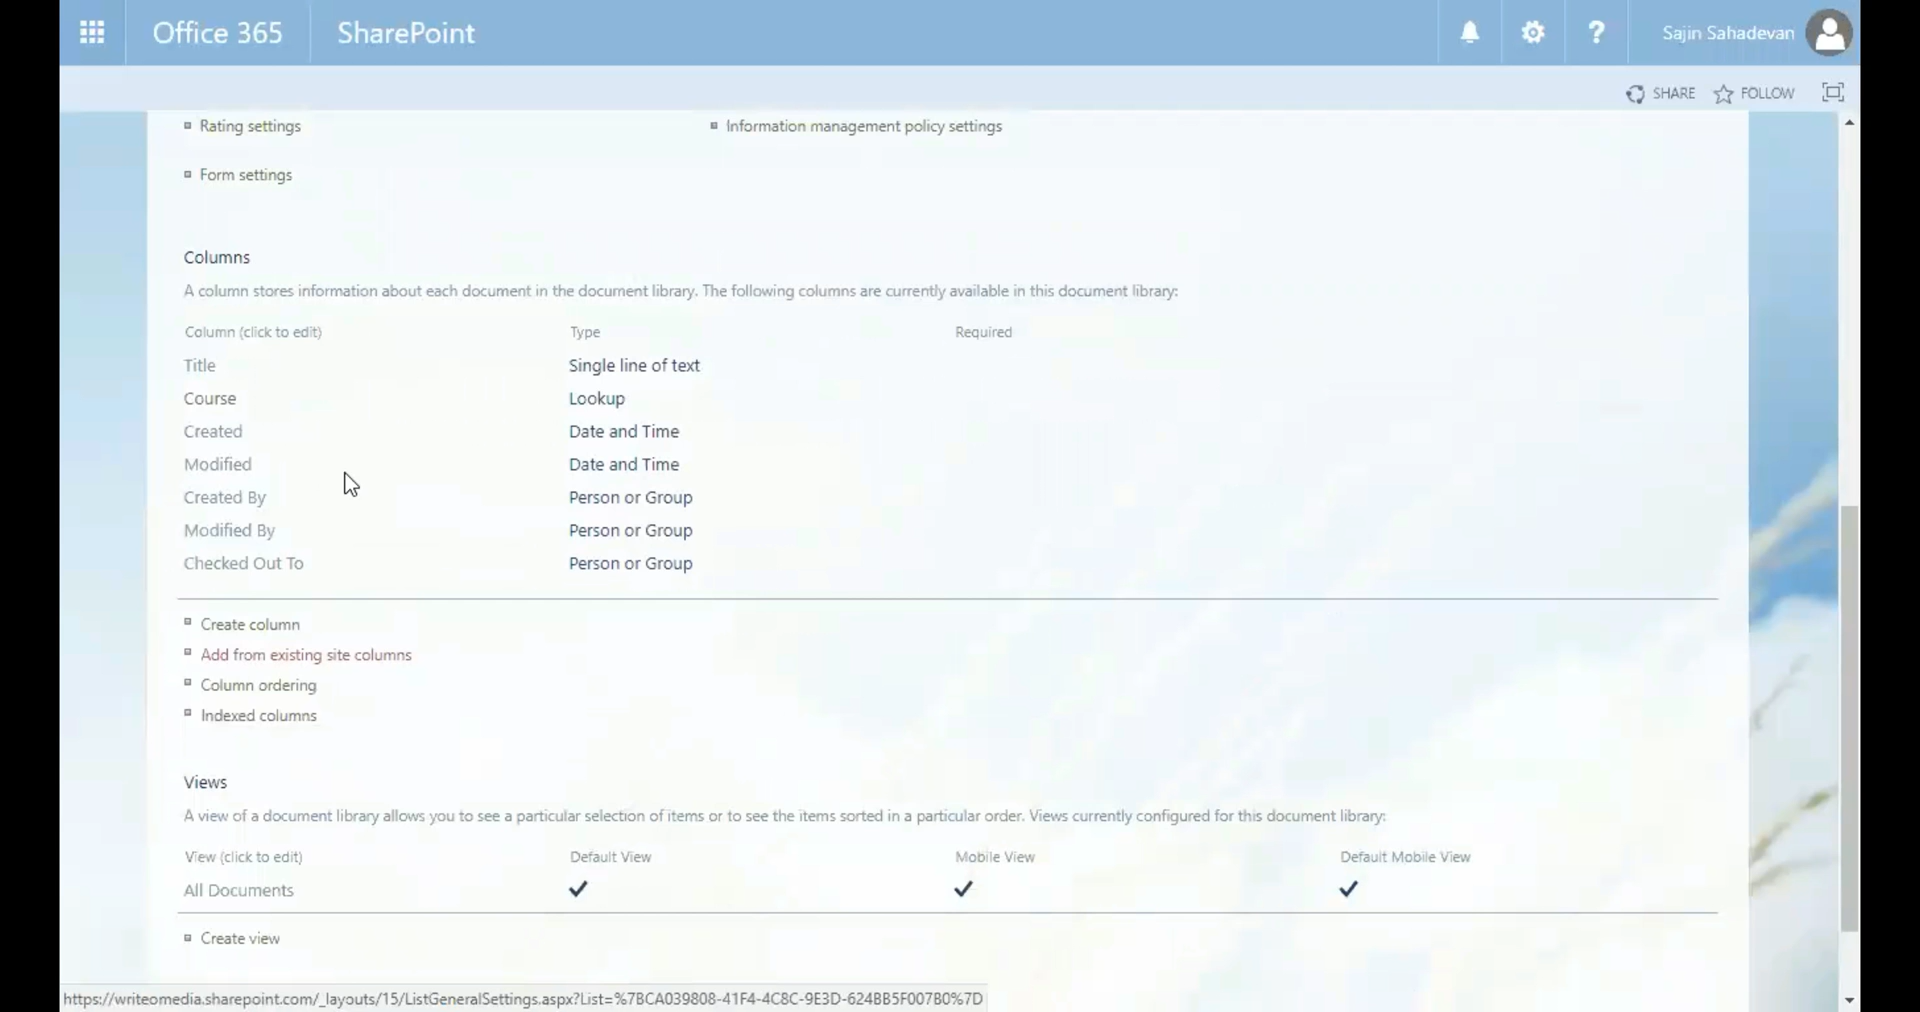 Office 365 SharePoint ? Sajin Sahadevan
SHARE FOLLOW
Rating settings Information management policy settings
Form settings
Columns
A column stores information about each document in the document library. The following columns are currently available in this document library:
Column (click to edit) Type Required
Title Single line of text
Course Lookup
Created Date and Time
Modified Date and Time
Created By Person or Group
Modified By Person or Group
Checked Out To Person or Group
Create column
Add from existing site columns
Column ordering
Indexed columns
Views
A view of a document library allows you to see a particular selection of items or to see the items sorted in a particular order. Views currently configured for this document library:
View (click to edit) Default View Mobile View Default Mobile View
All Documents
Create view
https://writeomedia.sharepoint.com/_layouts/15/ListGeneralSettings.aspx?List=%7BCA039808-41F4-4C8C-9E3D-624BB5F007B0%7D